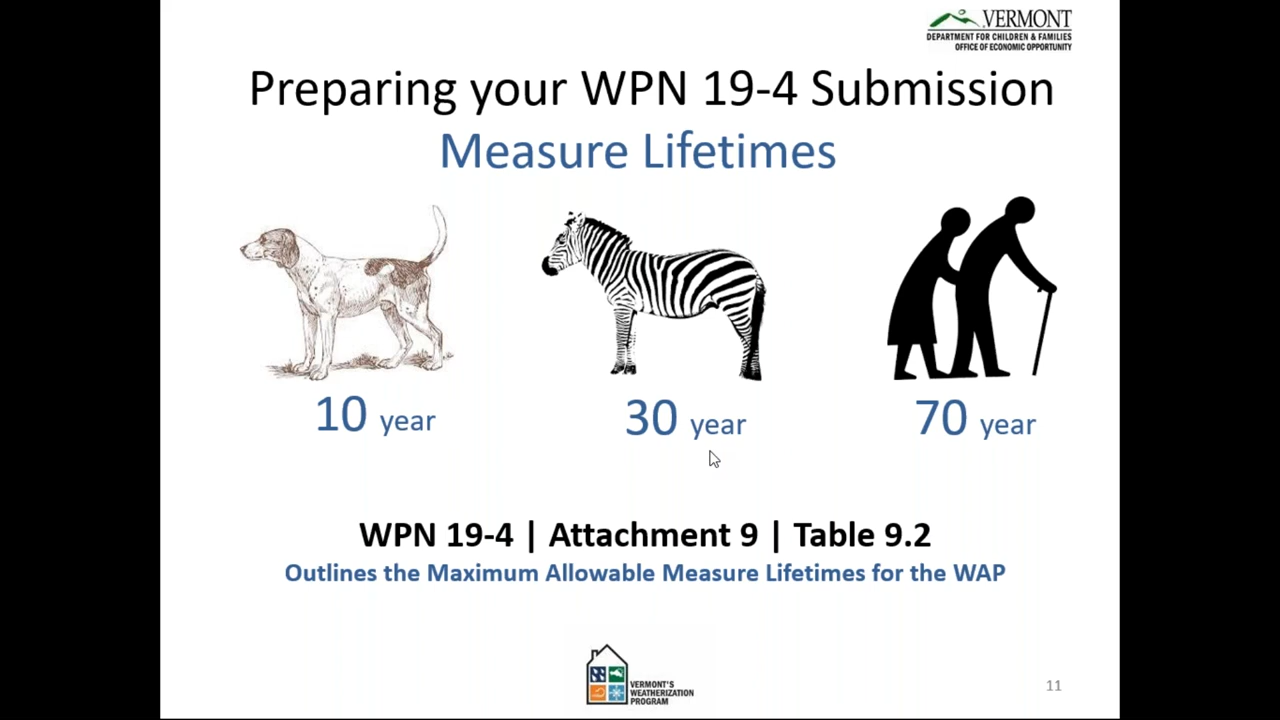 VERMONT
DEPARTMENT FOR CHILDREN & FAMILIES
OFFICE OF ECONOMIC OPPORTUNITY
Preparing your WPN 19-4 Submission
Measure Lifetimes
10 year
30 year
70 year
WPN 19-4 | Attachment 9 | Table 9.2
Outlines the Maximum Allowable Measure Lifetimes for the WAP
VERMONT'S
WEATHERIZATION
PROGRAM
11